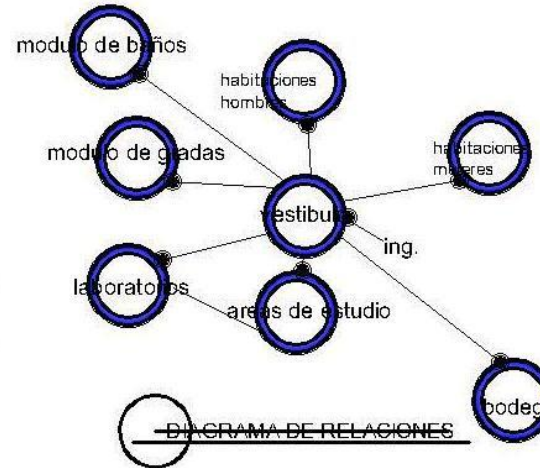 modulo de baños
habitaciones
hombres
modulo de gradas
habitaciones
mujeres
vestibulo
ing.
laboratorios
areas de estudio
bodeg
DIAGRAMA DE RELACIONES